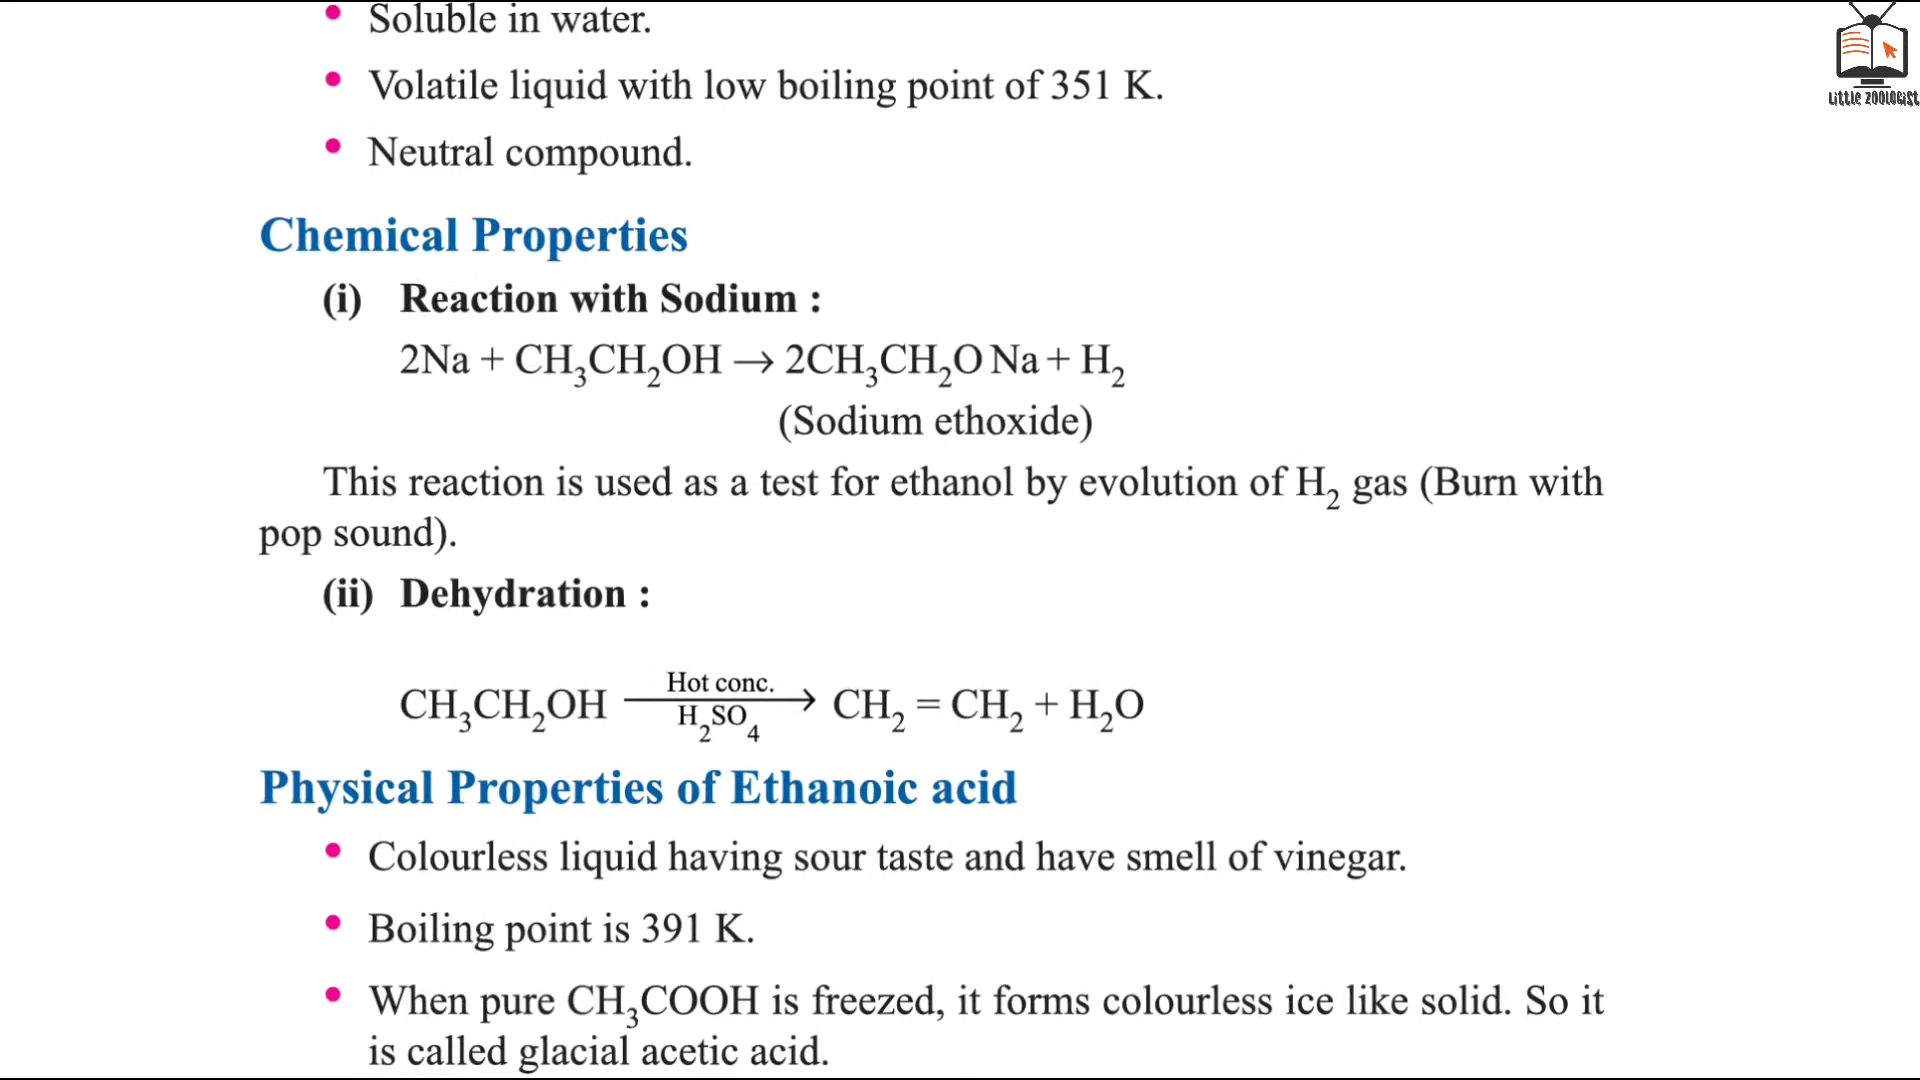 • Soluble in water.
• Volatile liquid with low boiling point of 351 K.
• Neutral compound.
LittLE ZOOLOGiST
Chemical Properties
(i) Reaction with Sodium :
2Na + CH₃CH₂OH → 2CH₃CH₂O Na + H₂
(Sodium ethoxide)
This reaction is used as a test for ethanol by evolution of H₂ gas (Burn with
pop sound).
(ii) Dehydration :
Hot conc.
CH₃CH₂OH ⟶ CH₂ = CH₂ + H₂O
H₂SO₄
Physical Properties of Ethanoic acid
• Colourless liquid having sour taste and have smell of vinegar.
• Boiling point is 391 K.
• When pure CH₃COOH is freezed, it forms colourless ice like solid. So it
is called glacial acetic acid.